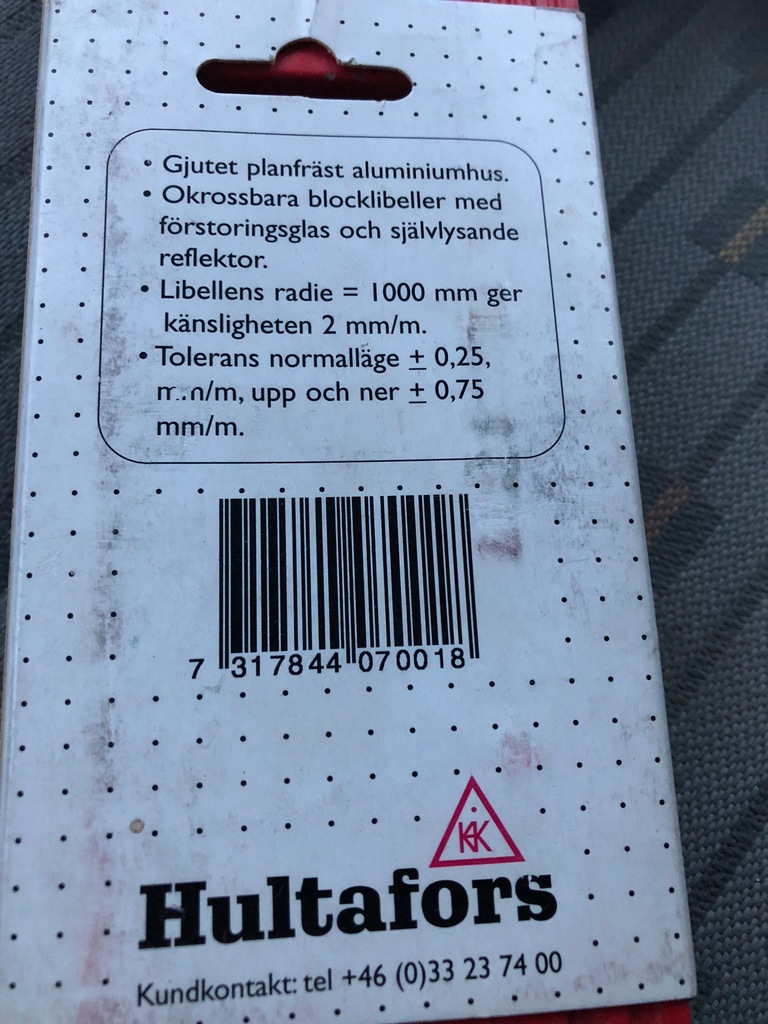 • Gjutet planfräst aluminiumhus.
• Okrossbara blocklibeller med
förstoringsglas och självlysande
reflektor.
• Libellens radie = 1000 mm ger
känsligheten 2 mm/m.
• Tolerans normalläge ± 0,25,
mm/m, upp och ner ± 0,75
mm/m.
7 317844 070018
Hultafors
Kundkontakt: tel +46 (0)33 23 74 00